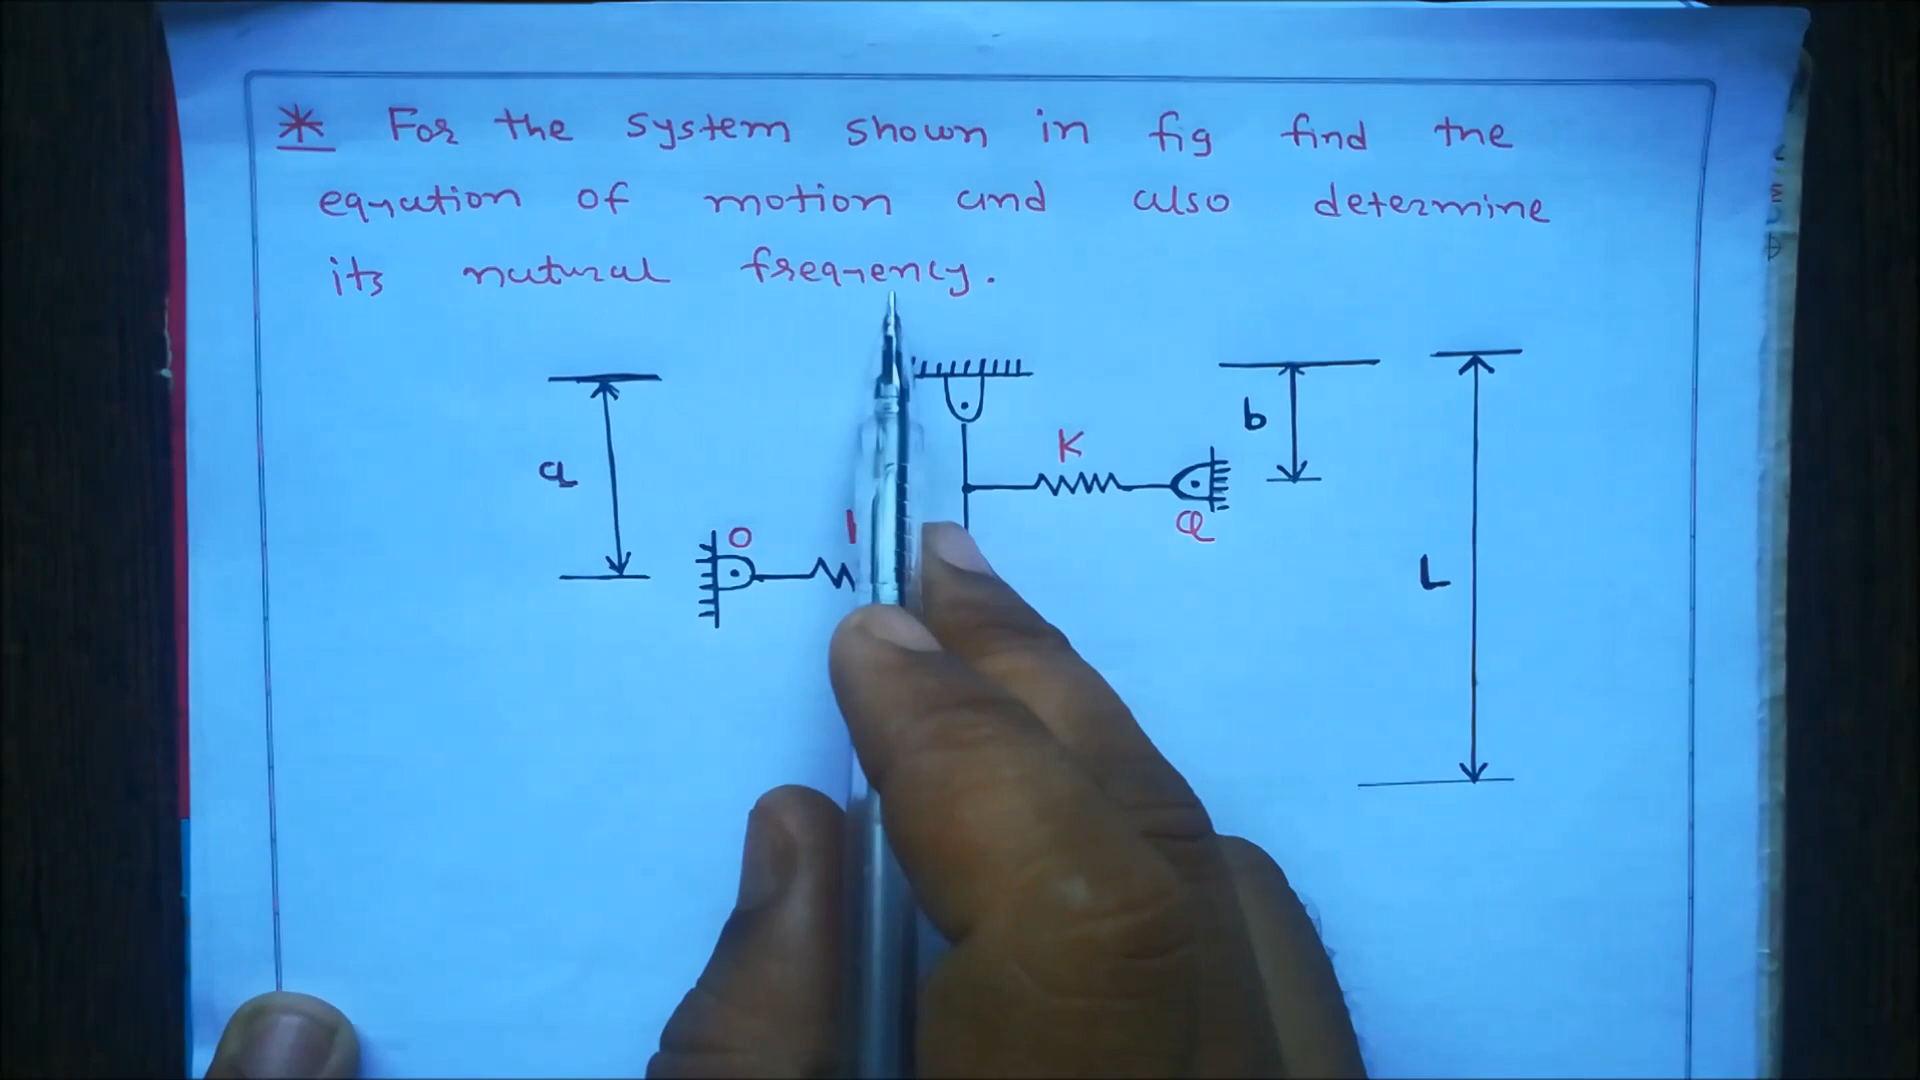 * For the system shown in fig find the
equation of motion and also determine
its natural frequency.
a
K
b
O
Q
L